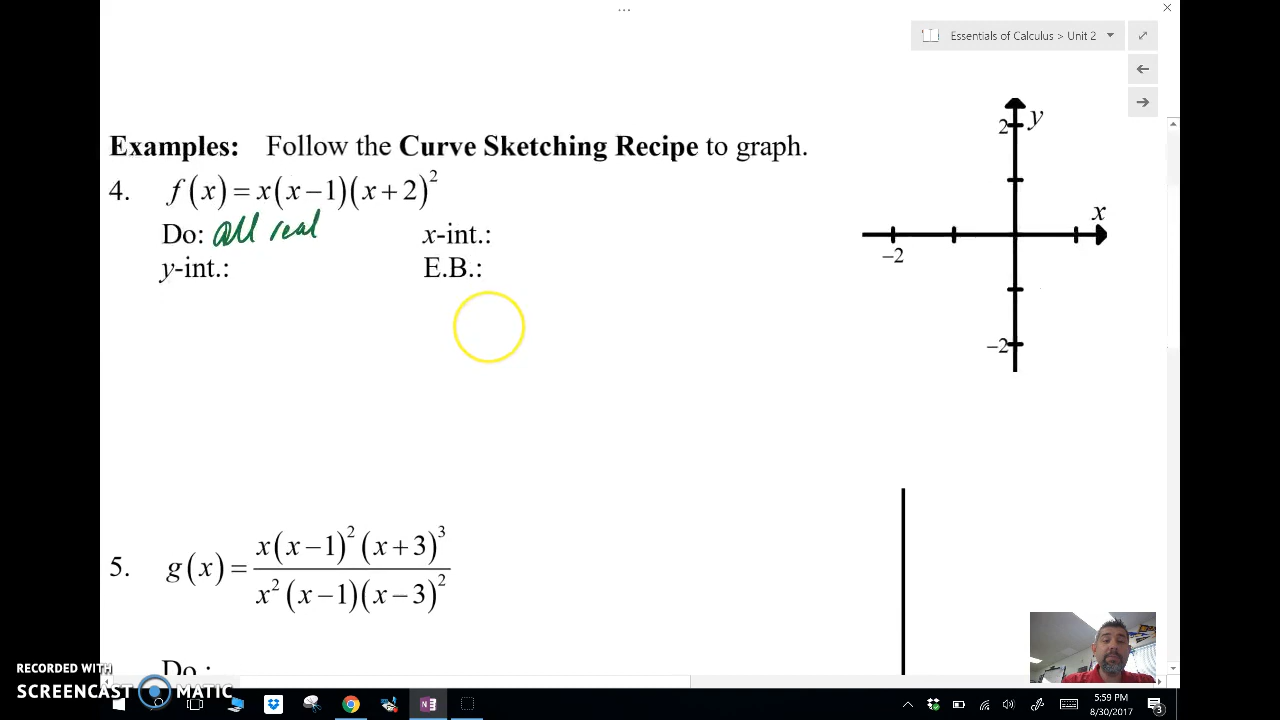 Essentials of Calculus > Unit 2
Examples: Follow the Curve Sketching Recipe to graph.
4. f(x) = x(x−1)(x+2)²
Do: all real
x-int.:
y-int.:
E.B.:
2
y
x
−2
−2
5. g(x) = x(x−1)²(x+3)³ / x²(x−1)(x−3)²
Do.:
RECORDED WITH
SCREENCAST MATIC
5:59 PM
8/30/2017
3